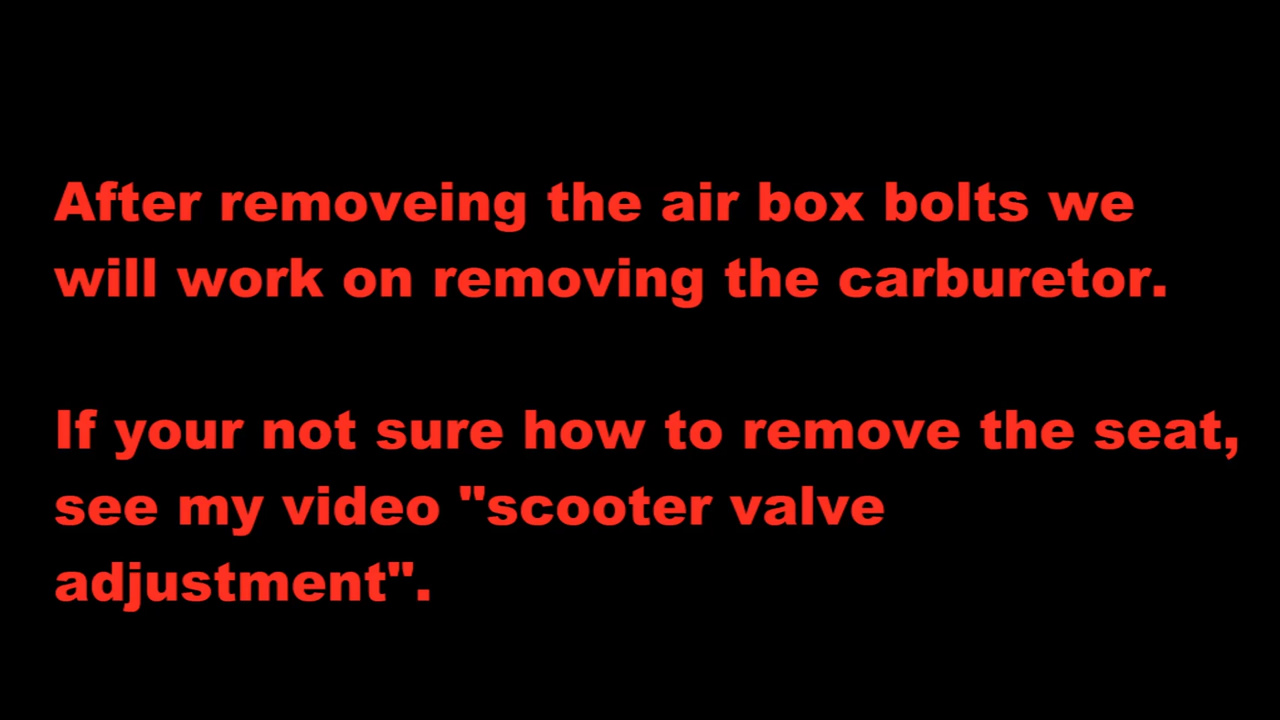 After removeing the air box bolts we
will work on removing the carburetor.
If your not sure how to remove the seat,
see my video "scooter valve
adjustment".